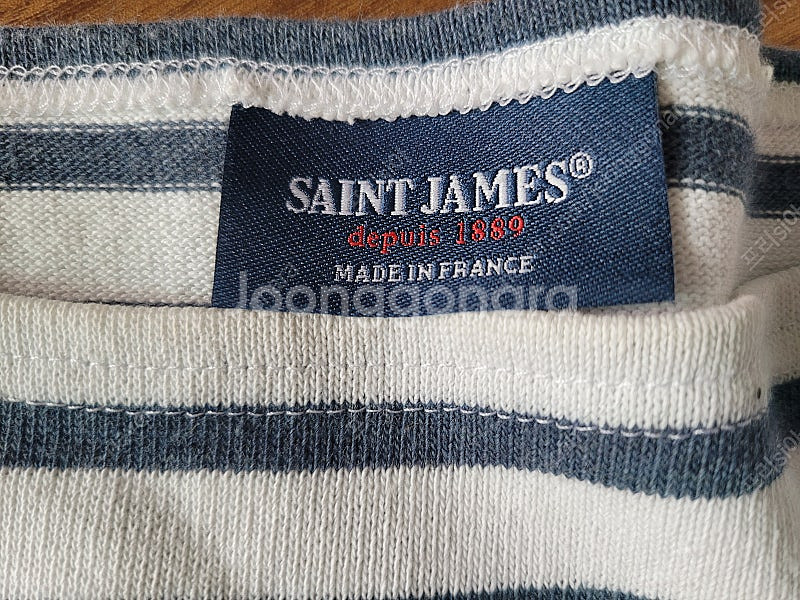 SAINT JAMES®
depuis 1889
MADE IN FRANCE
Joonggonara